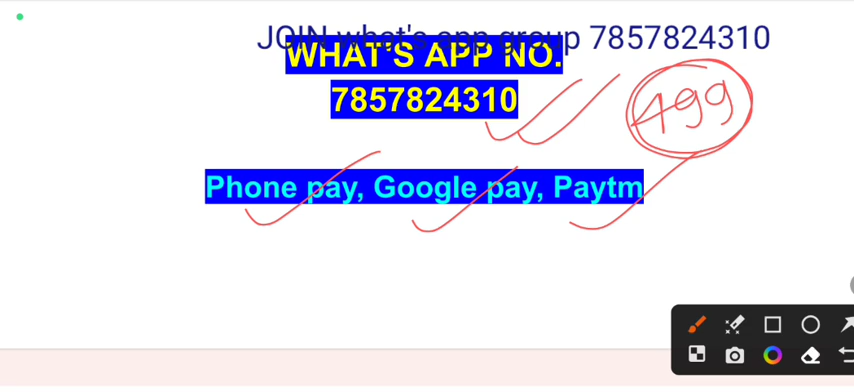 JOIN what's app group 7857824310
WHAT'S APP NO.
7857824310
499
Phone pay, Google pay, Paytm